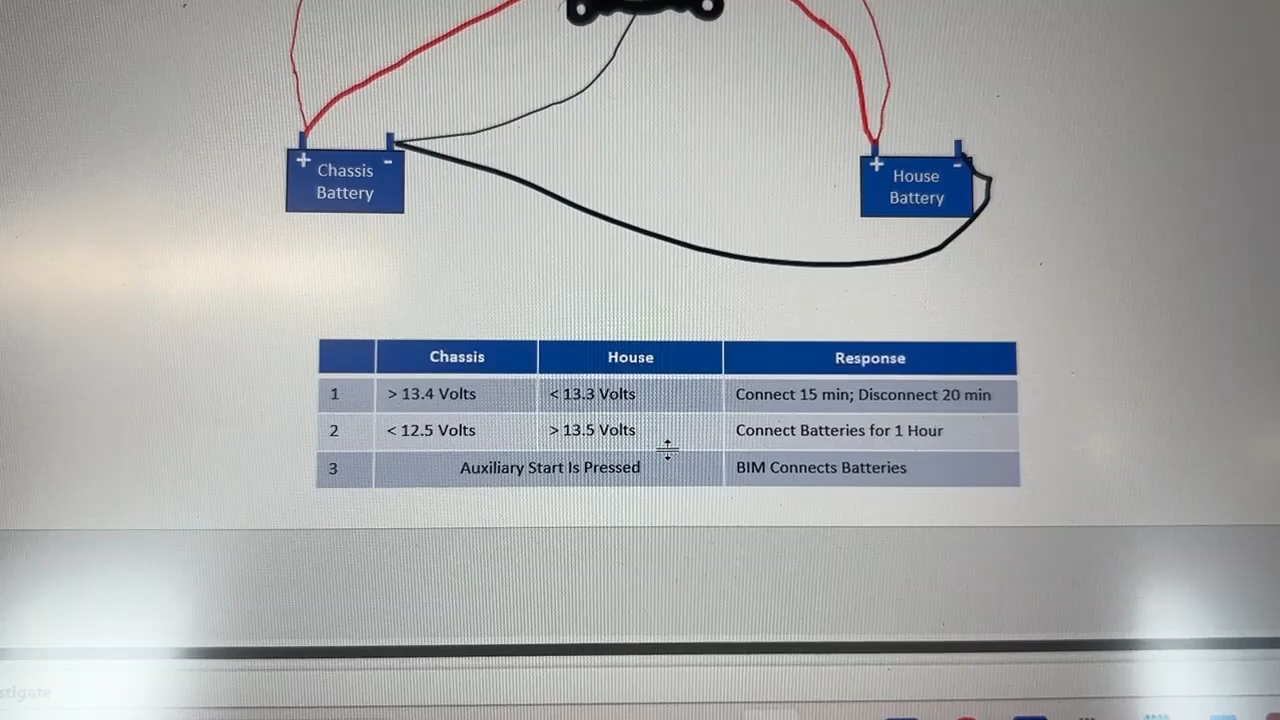 + -
Chassis
Battery
+ -
House
Battery
Chassis House Response
1 > 13.4 Volts < 13.3 Volts Connect 15 min; Disconnect 20 min
2 < 12.5 Volts > 13.5 Volts Connect Batteries for 1 Hour
3 Auxiliary Start Is Pressed BIM Connects Batteries
stigate